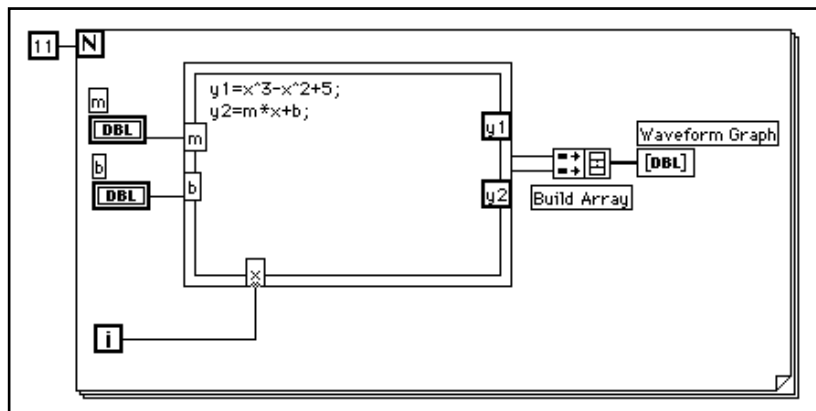 11
N
m
DBL
b
DBL
y1=x^3-x^2+5;
y2=m*x+b;
m
b
x
i
y1
y2
Build Array
Waveform Graph
[DBL]